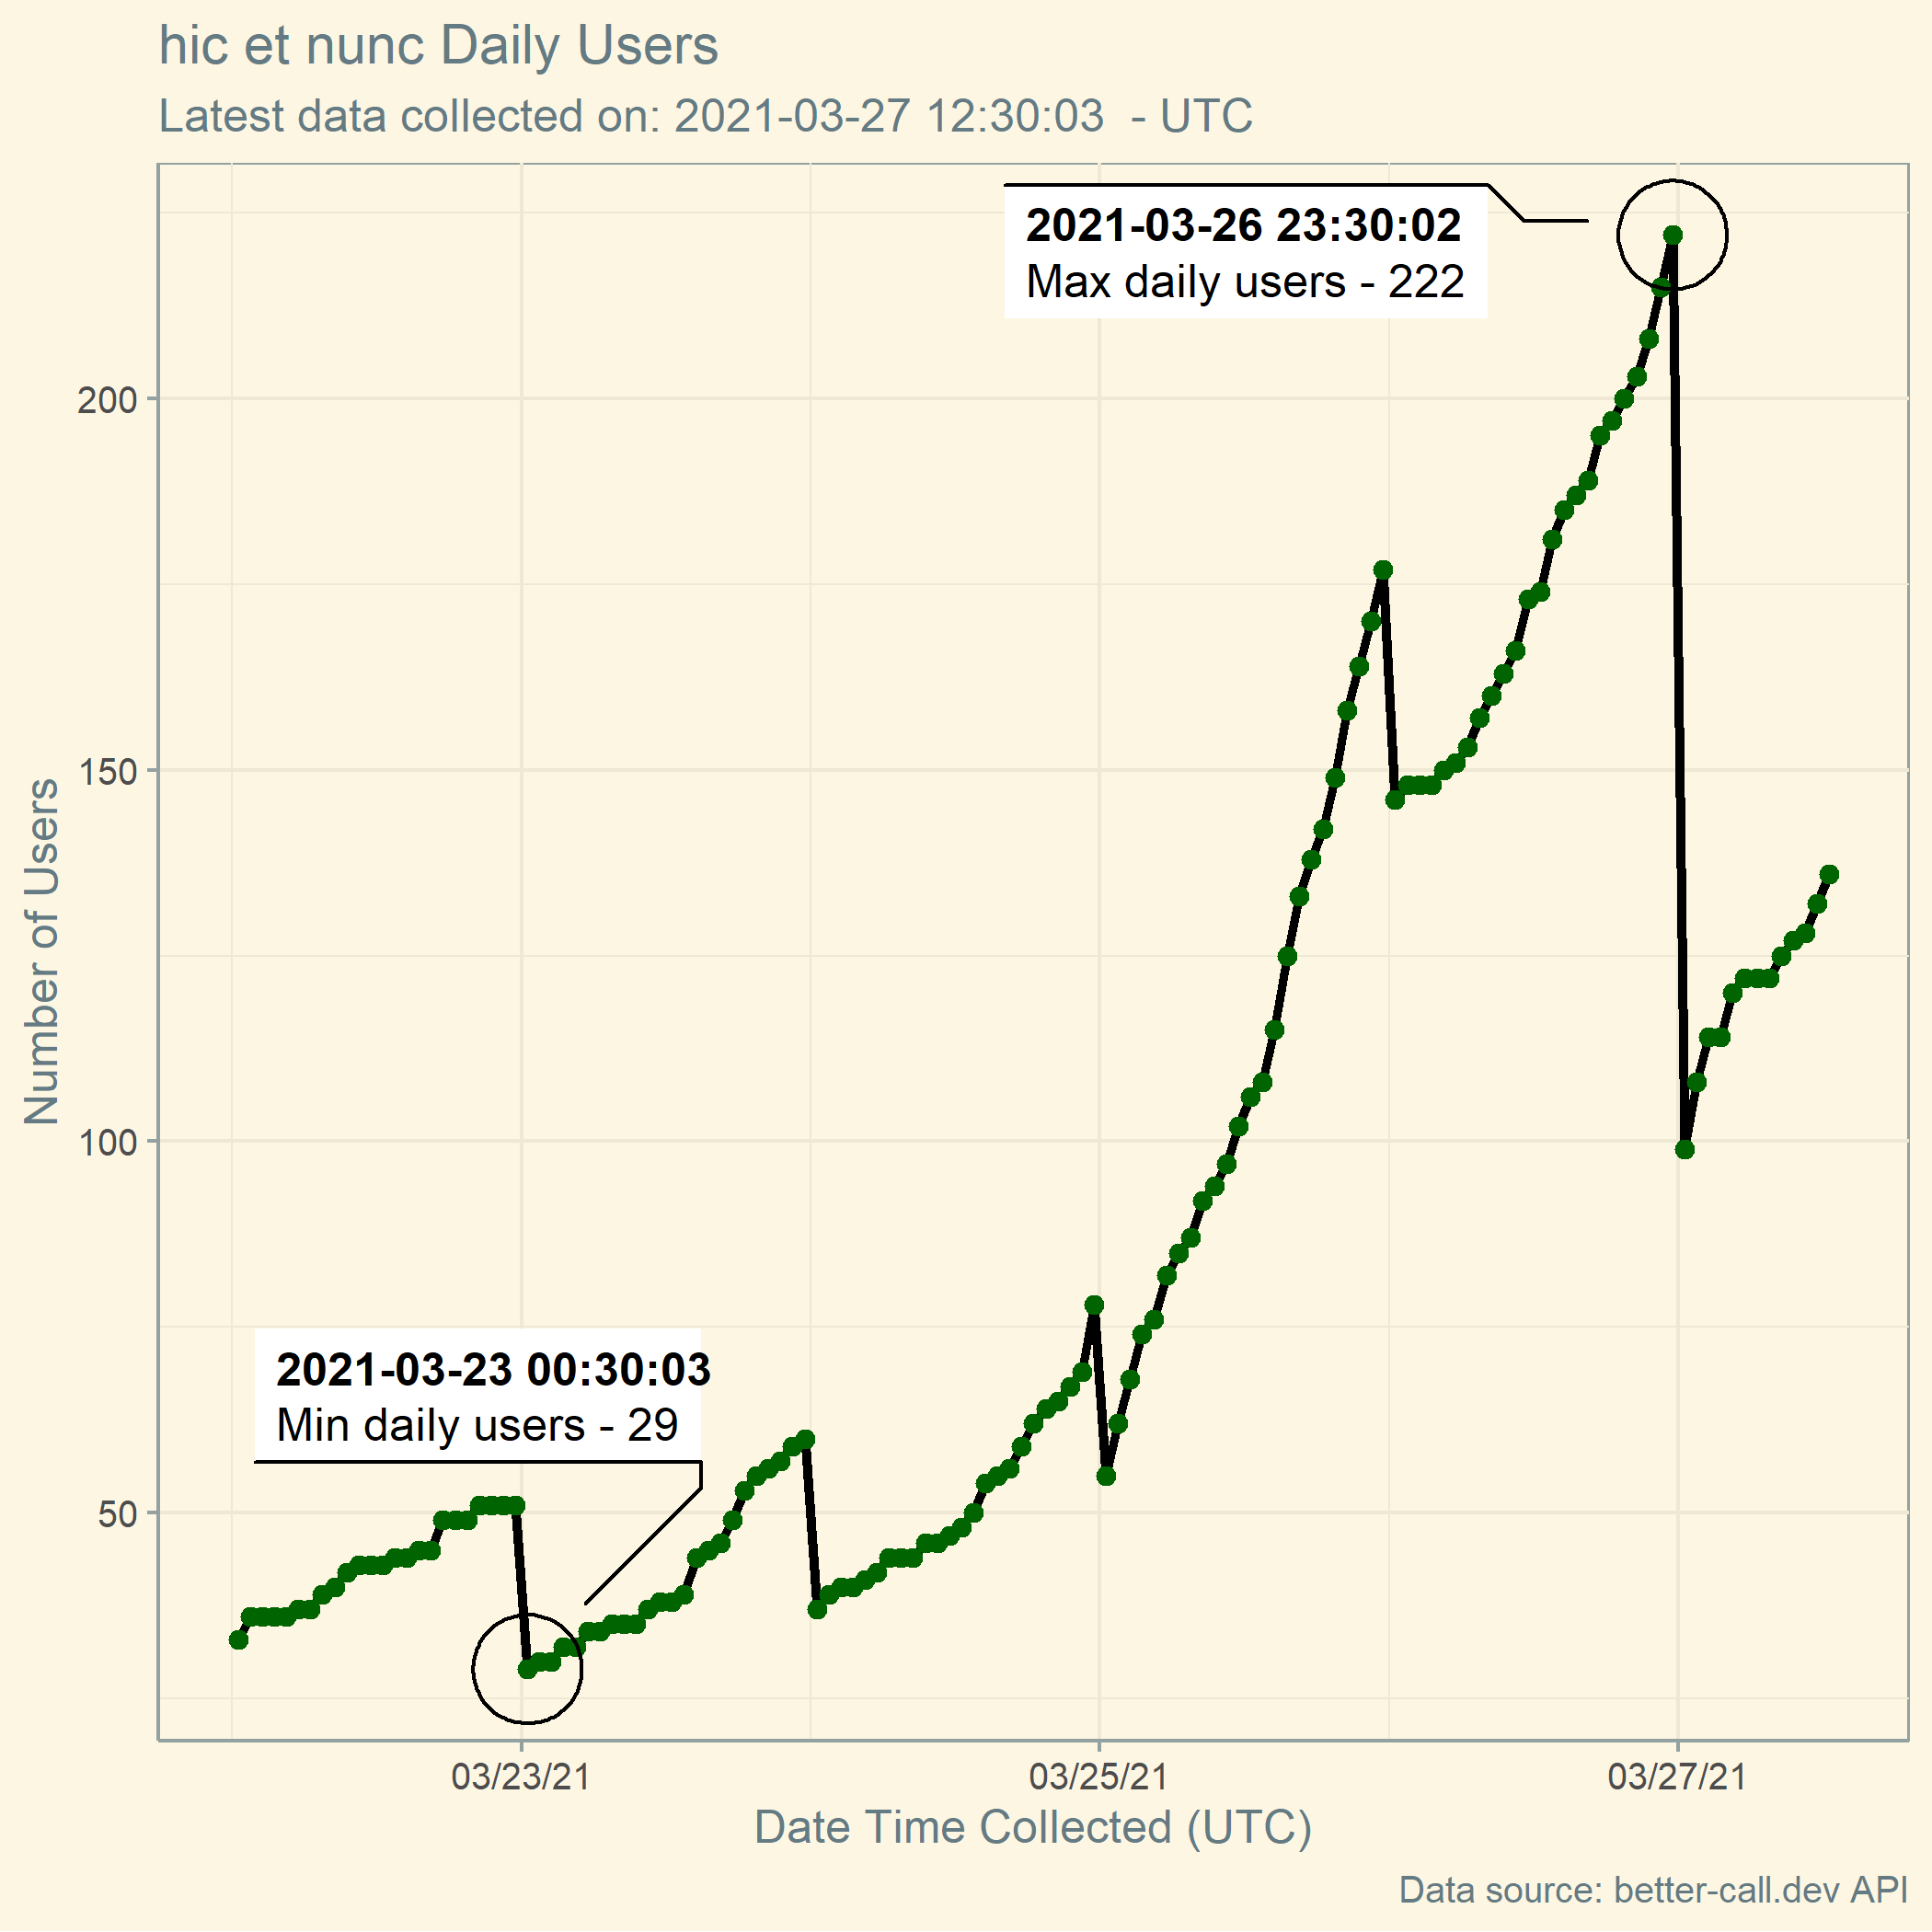 hic et nunc Daily Users
Latest data collected on: 2021-03-27 12:30:03  - UTC
2021-03-26 23:30:02
Max daily users - 222
200
150
100
50
Number of Users
2021-03-23 00:30:03
Min daily users - 29
03/23/21
03/25/21
03/27/21
Date Time Collected (UTC)
Data source: better-call.dev API